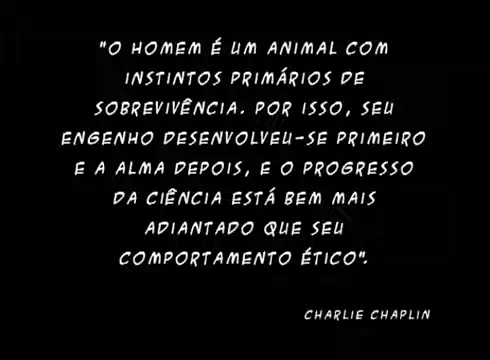 "O HOMEM É UM ANIMAL COM
INSTINTOS PRIMÁRIOS DE
SOBREVIVÊNCIA. POR ISSO, SEU
ENGENHO DESENVOLVEU-SE PRIMEIRO
E A ALMA DEPOIS, E O PROGRESSO
DA CIÊNCIA ESTÁ BEM MAIS
ADIANTADO QUE SEU
COMPORTAMENTO ÉTICO".
CHARLIE CHAPLIN